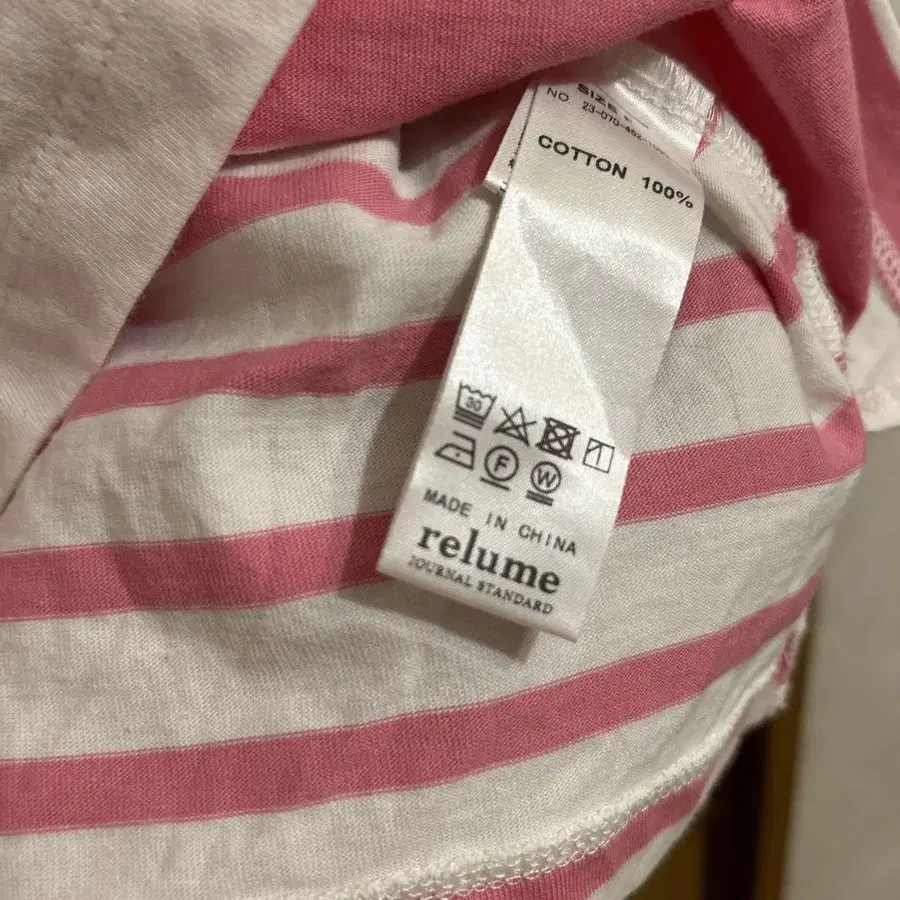 SIZE F
NO 23-070-462-
COTTON 100%
30
F W
MADE IN CHINA
relume
JOURNAL STANDARD